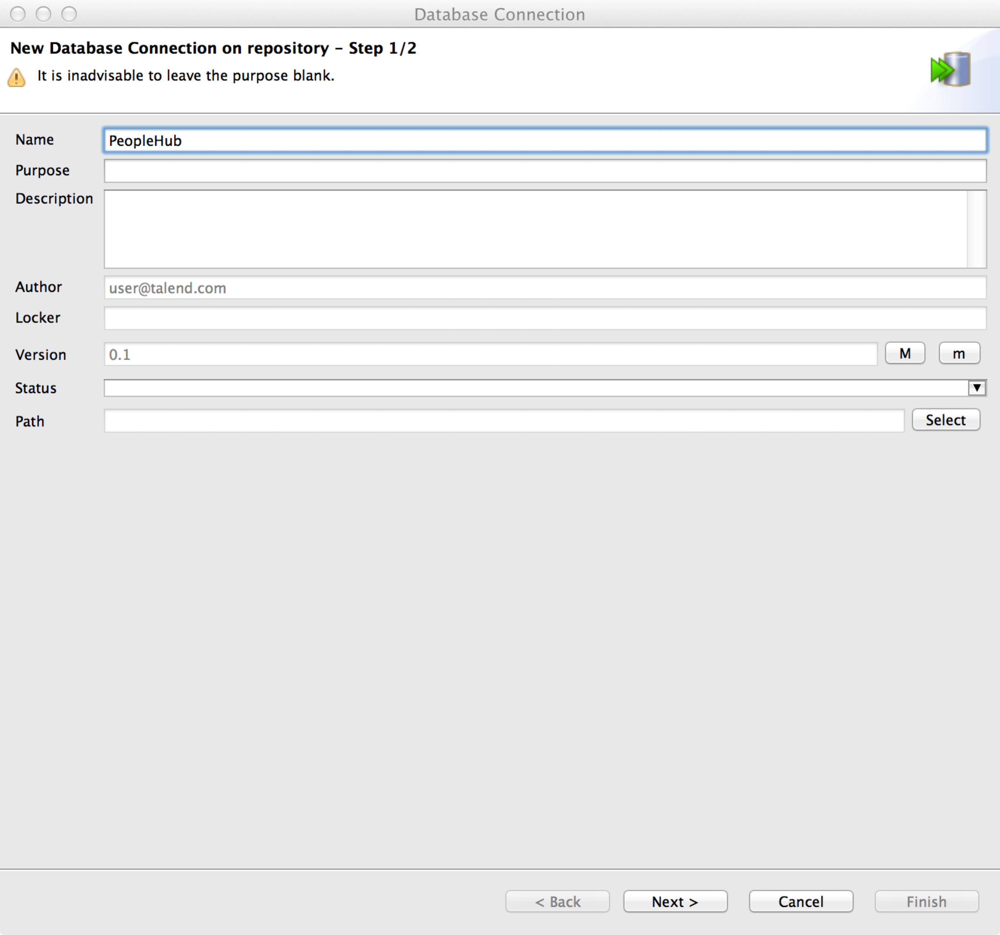 Database Connection
New Database Connection on repository – Step 1/2
It is inadvisable to leave the purpose blank.
Name PeopleHub
Purpose
Description
Author user@talend.com
Locker
Version 0.1 M m
Status
Path Select
< Back Next > Cancel Finish